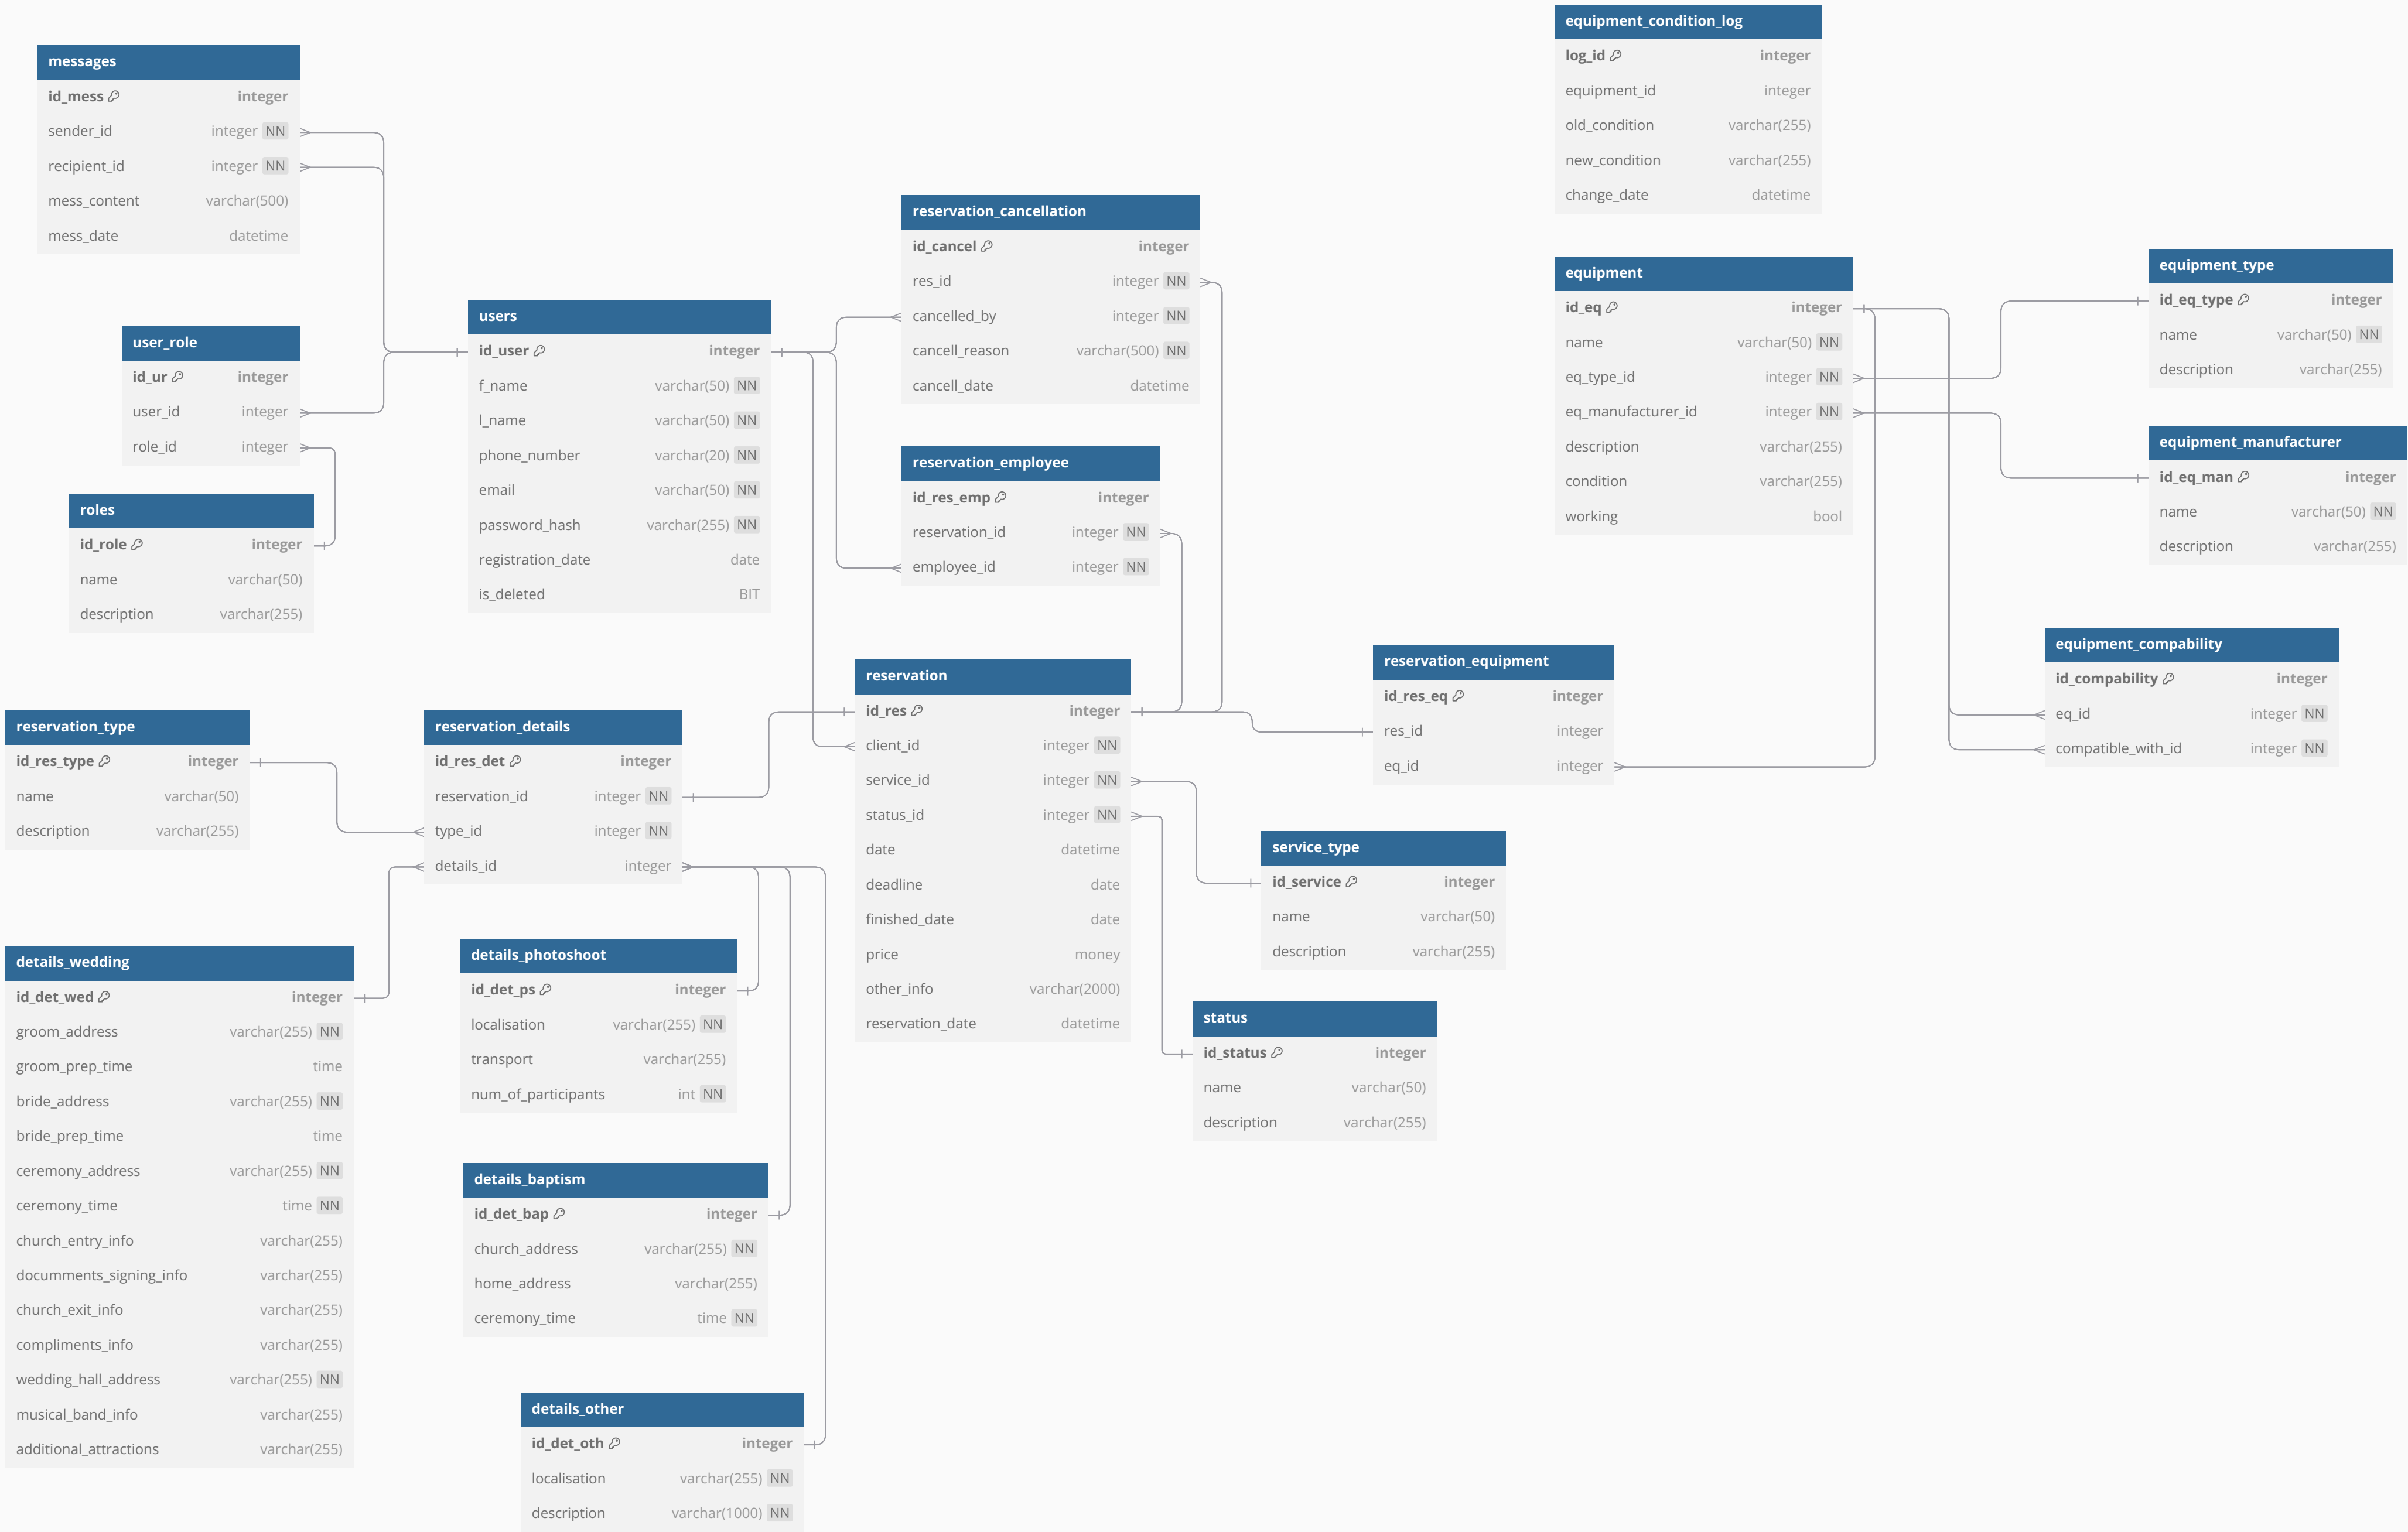 messages
id_mess integer
sender_id integer NN
recipient_id integer NN
mess_content varchar(500)
mess_date datetime
user_role
id_ur integer
user_id integer
role_id integer
roles
id_role integer
name varchar(50)
description varchar(255)
users
id_user integer
f_name varchar(50) NN
l_name varchar(50) NN
phone_number varchar(20) NN
email varchar(50) NN
password_hash varchar(255) NN
registration_date date
is_deleted BIT
reservation_cancellation
id_cancel integer
res_id integer NN
cancelled_by integer NN
cancell_reason varchar(500) NN
cancell_date datetime
reservation_employee
id_res_emp integer
reservation_id integer NN
employee_id integer NN
equipment_condition_log
log_id integer
equipment_id integer
old_condition varchar(255)
new_condition varchar(255)
change_date datetime
equipment
id_eq integer
name varchar(50) NN
eq_type_id integer NN
eq_manufacturer_id integer NN
description varchar(255)
condition varchar(255)
working bool
equipment_type
id_eq_type integer
name varchar(50) NN
description varchar(255)
equipment_manufacturer
id_eq_man integer
name varchar(50) NN
description varchar(255)
equipment_compability
id_compability integer
eq_id integer NN
compatible_with_id integer NN
reservation_type
id_res_type integer
name varchar(50)
description varchar(255)
reservation_details
id_res_det integer
reservation_id integer NN
type_id integer NN
details_id integer
reservation
id_res integer
client_id integer NN
service_id integer NN
status_id integer NN
date datetime
deadline date
finished_date date
price money
other_info varchar(2000)
reservation_date datetime
reservation_equipment
id_res_eq integer
res_id integer
eq_id integer
service_type
id_service integer
name varchar(50)
description varchar(255)
status
id_status integer
name varchar(50)
description varchar(255)
details_wedding
id_det_wed integer
groom_address varchar(255) NN
groom_prep_time time
bride_address varchar(255) NN
bride_prep_time time
ceremony_address varchar(255) NN
ceremony_time time NN
church_entry_info varchar(255)
documments_signing_info varchar(255)
church_exit_info varchar(255)
compliments_info varchar(255)
wedding_hall_address varchar(255) NN
musical_band_info varchar(255)
additional_attractions varchar(255)
details_photoshoot
id_det_ps integer
localisation varchar(255) NN
transport varchar(255)
num_of_participants int NN
details_baptism
id_det_bap integer
church_address varchar(255) NN
home_address varchar(255)
ceremony_time time NN
details_other
id_det_oth integer
localisation varchar(255) NN
description varchar(1000) NN